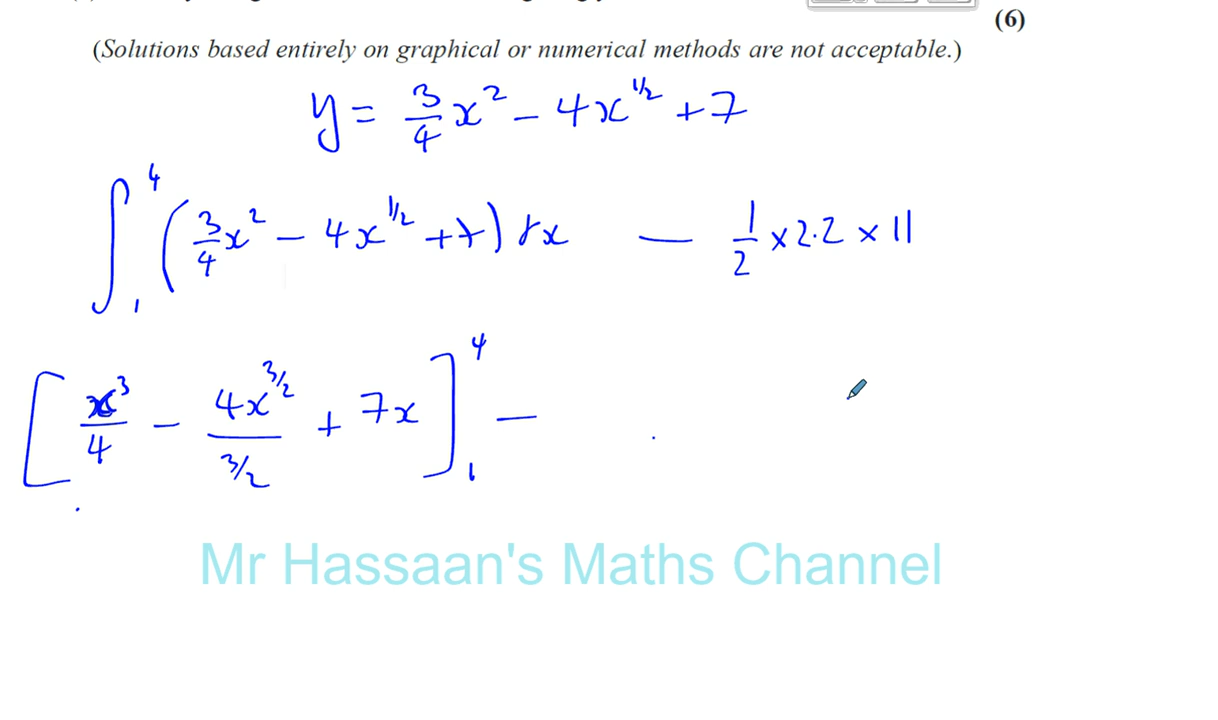 (6)
(Solutions based entirely on graphical or numerical methods are not acceptable.)
y = 3/4 x² - 4x^1/2 + 7
∫₁⁴ (3/4 x² - 4x^1/2 + 7) dx - 1/2 × 2.2 × 11
[x³/4 - 4x^3/2 / 3/2 + 7x]₁⁴ -
Mr Hassaan's Maths Channel